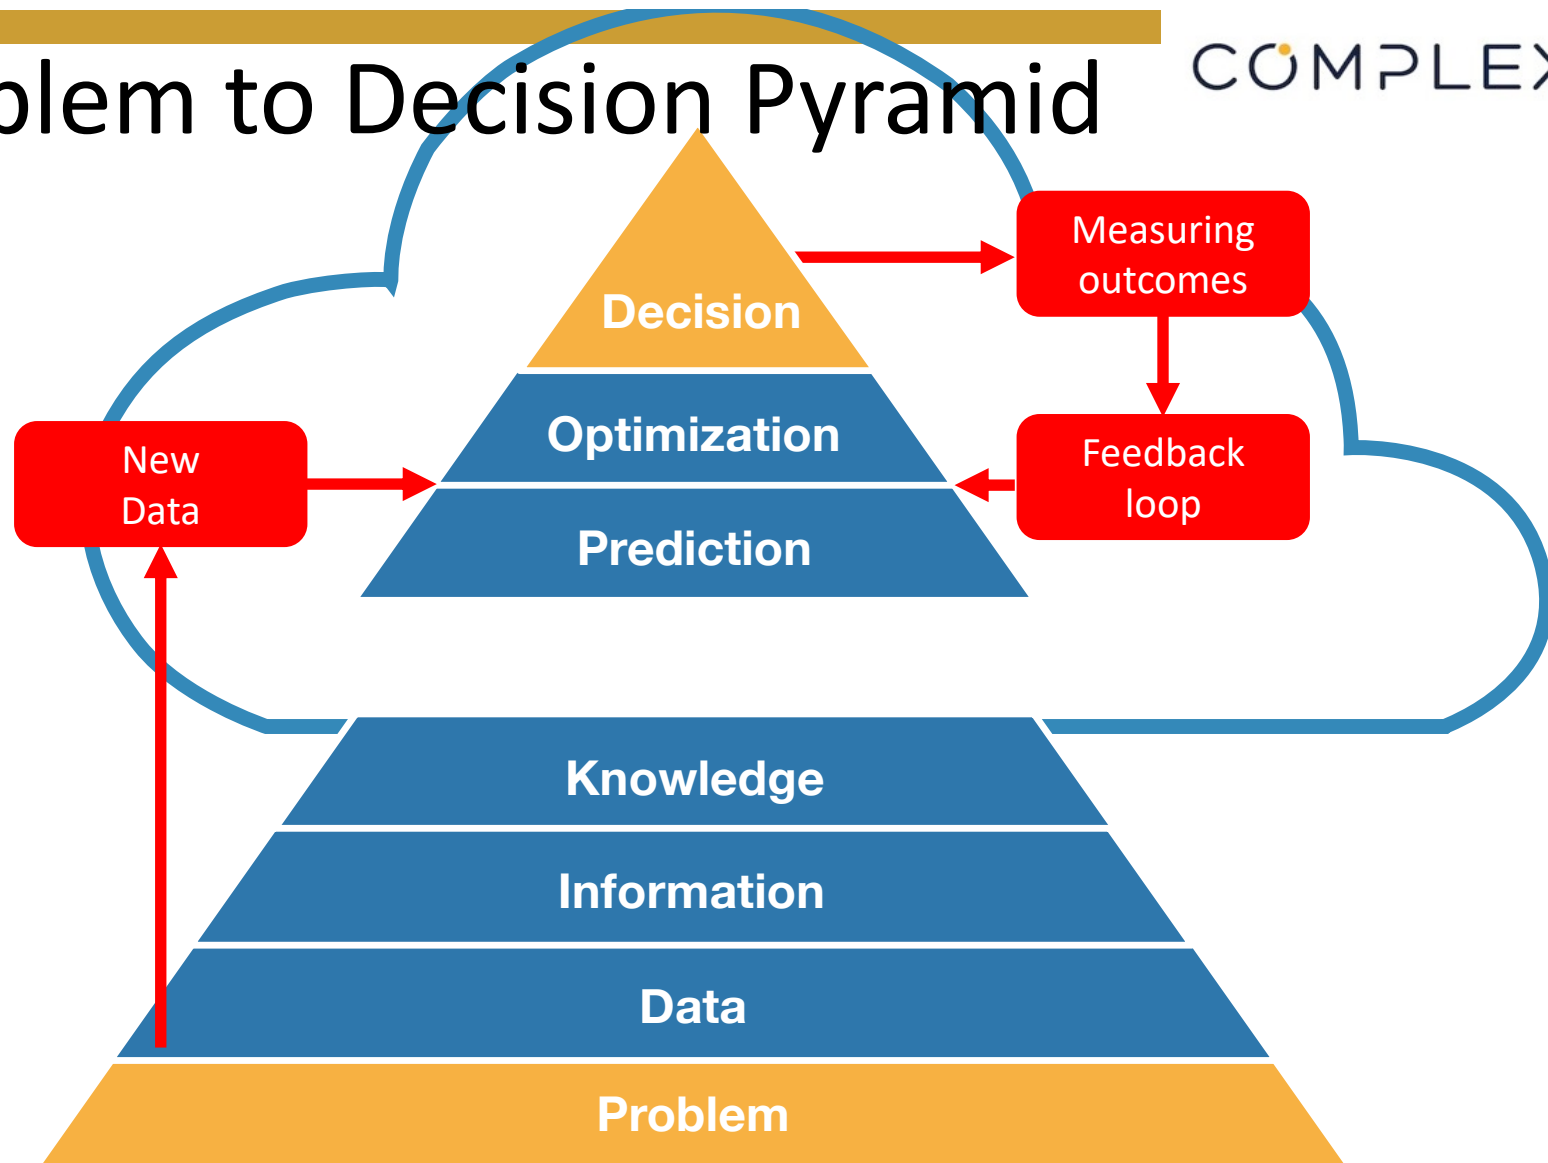 blem to Decision Pyramid
COMPLEX
Measuring
outcomes
Decision
Optimization
New
Data
Feedback
loop
Prediction
Knowledge
Information
Data
Problem